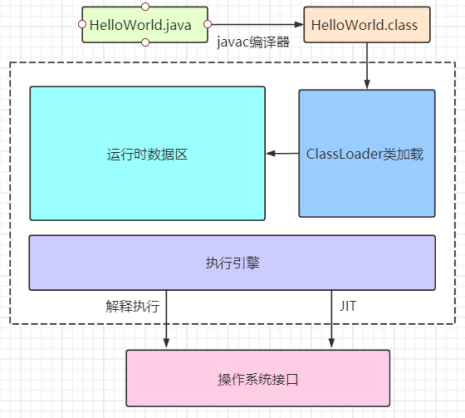 HelloWorld.java
HelloWorld.class
javac编译器
运行时数据区
ClassLoader类加载
执行引擎
解释执行
JIT
操作系统接口